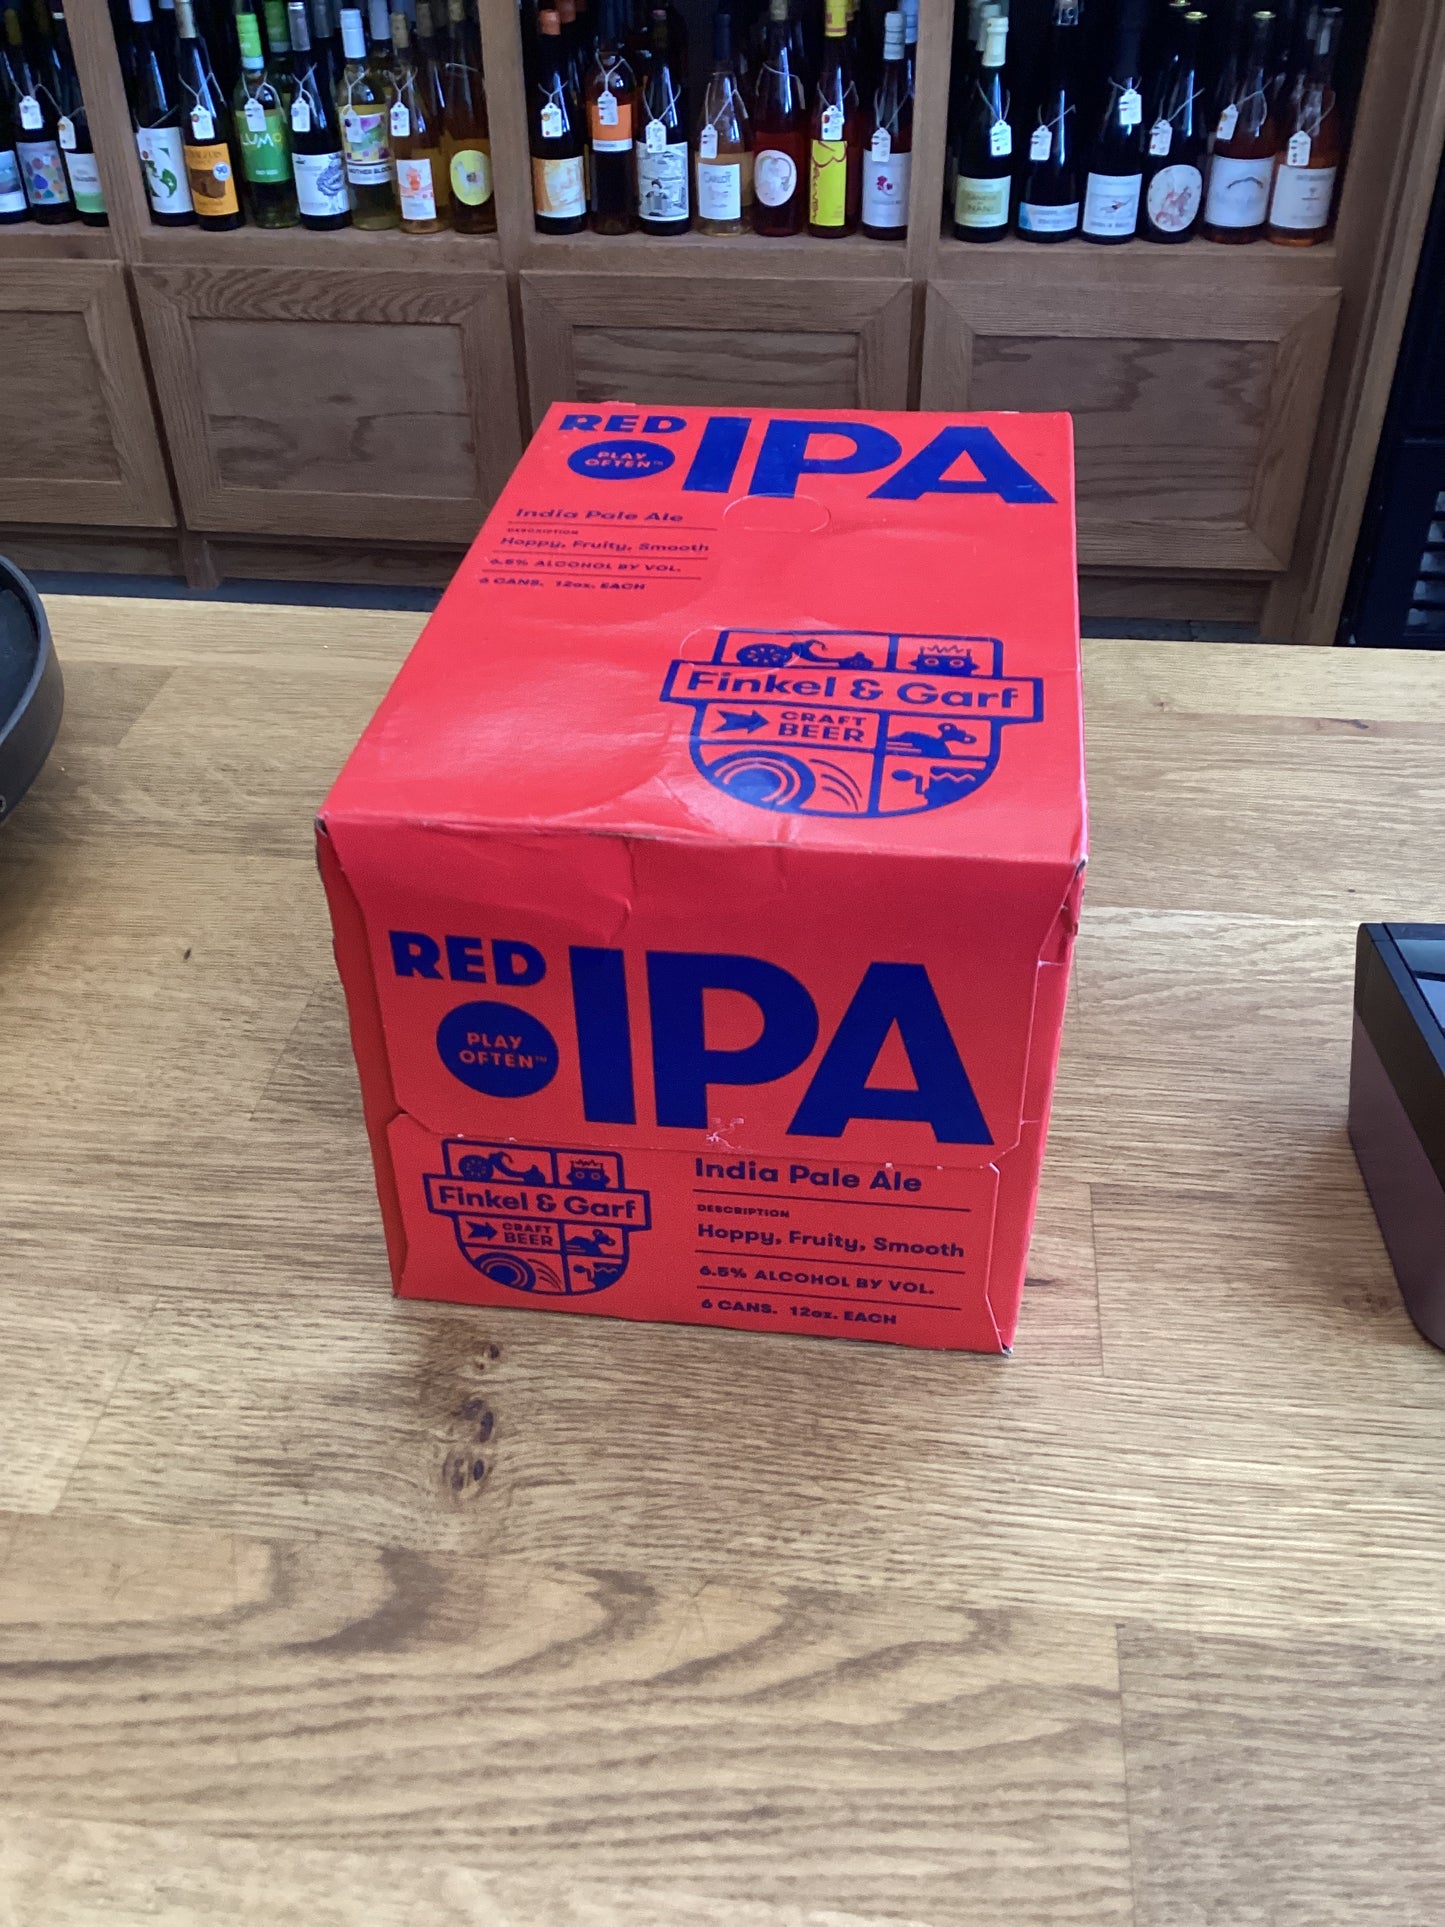 LUMO
RED
IPA
PLAY
OFTEN™
India Pale Ale
DESCRIPTION
Hoppy, Fruity, Smooth
6.5% ALCOHOL BY VOL.
6 CANS. 12oz. EACH
Finkel & Garf
CRAFT
BEER
RED
IPA
PLAY
OFTEN™
Finkel & Garf
CRAFT
BEER
India Pale Ale
DESCRIPTION
Hoppy, Fruity, Smooth
6.5% ALCOHOL BY VOL.
6 CANS. 12oz. EACH